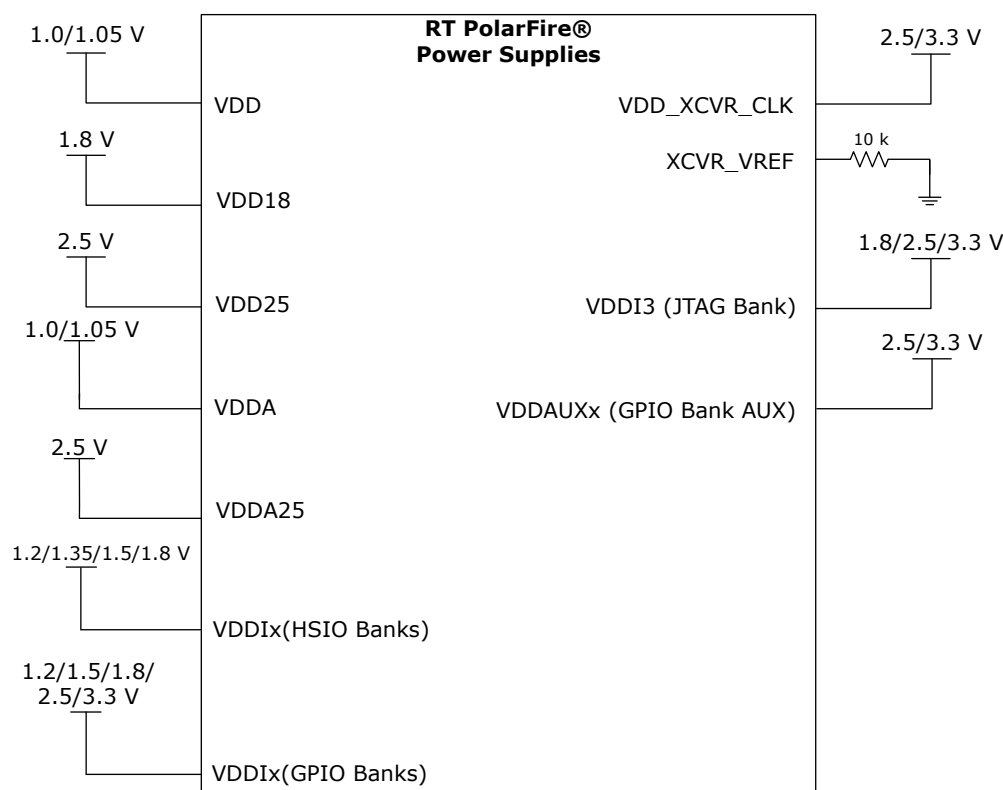 RT PolarFire®
Power Supplies
1.0/1.05 V
VDD
1.8 V
VDD18
2.5 V
VDD25
1.0/1.05 V
VDDA
2.5 V
VDDA25
1.2/1.35/1.5/1.8 V
VDDIx(HSIO Banks)
1.2/1.5/1.8/
2.5/3.3 V
VDDIx(GPIO Banks)
2.5/3.3 V
VDD_XCVR_CLK
10 k
XCVR_VREF
1.8/2.5/3.3 V
VDDI3 (JTAG Bank)
2.5/3.3 V
VDDAUXx (GPIO Bank AUX)